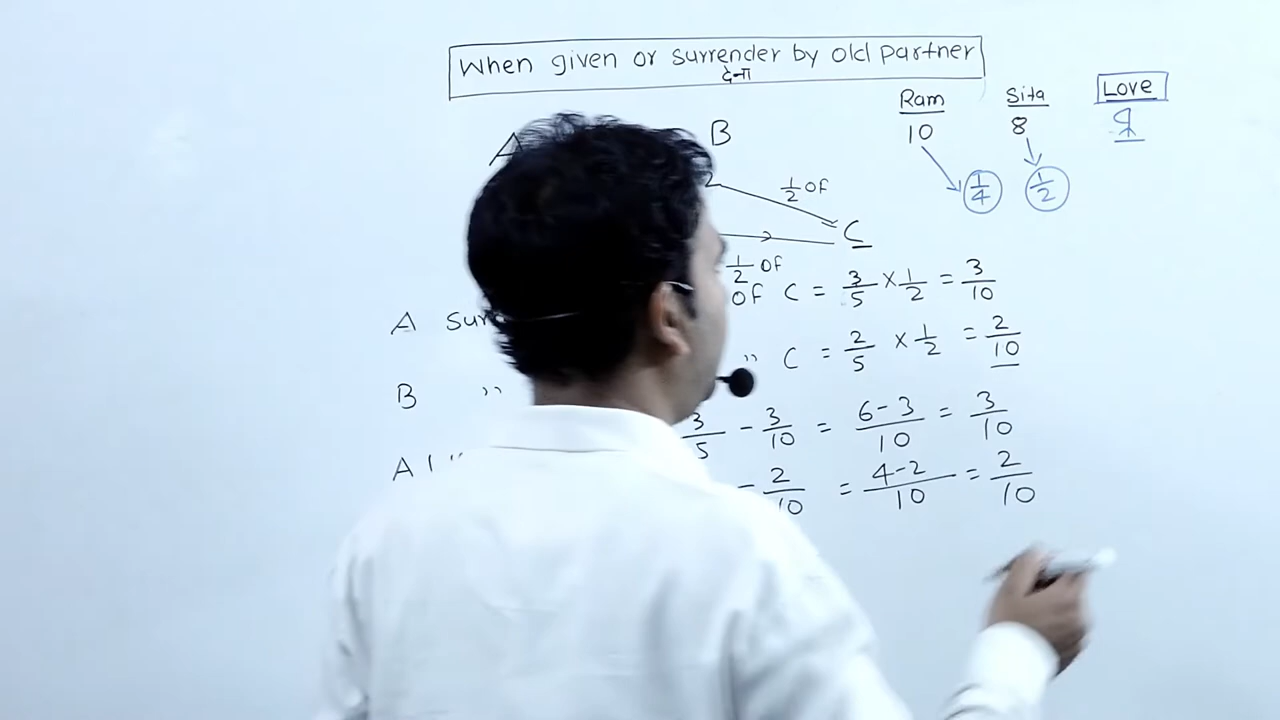 When given or surrender by old partner
देना
Ram Sita Love
10 8
1/4 1/2
B
1/2 of
C
1/2 of
A Sur of C = 3/5 × 1/2 = 3/10
B " " C = 2/5 × 1/2 = 2/10
A 3/5 - 3/10 = 6-3/10 = 3/10
- 2/10 = 4-2/10 = 2/10